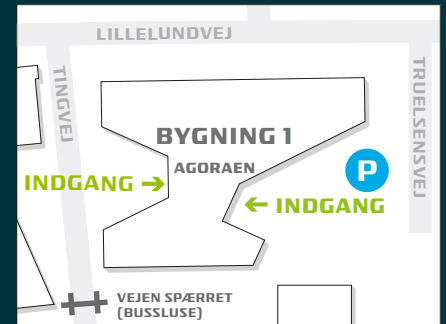 LILLELUNDVEJ
TINGVEJ
TRUELSENSVEJ
BYGNING 1
AGORAEN
P
INDGANG
INDGANG
VEJEN SPÆRRET
(BUSSLUSE)